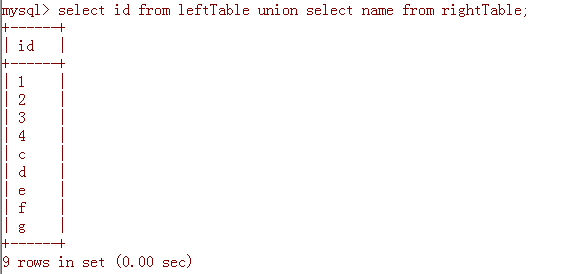 mysql> select id from leftTable union select name from rightTable;
+------+
| id   |
+------+
| 1    |
| 2    |
| 3    |
| 4    |
| c    |
| d    |
| e    |
| f    |
| g    |
+------+
9 rows in set (0.00 sec)